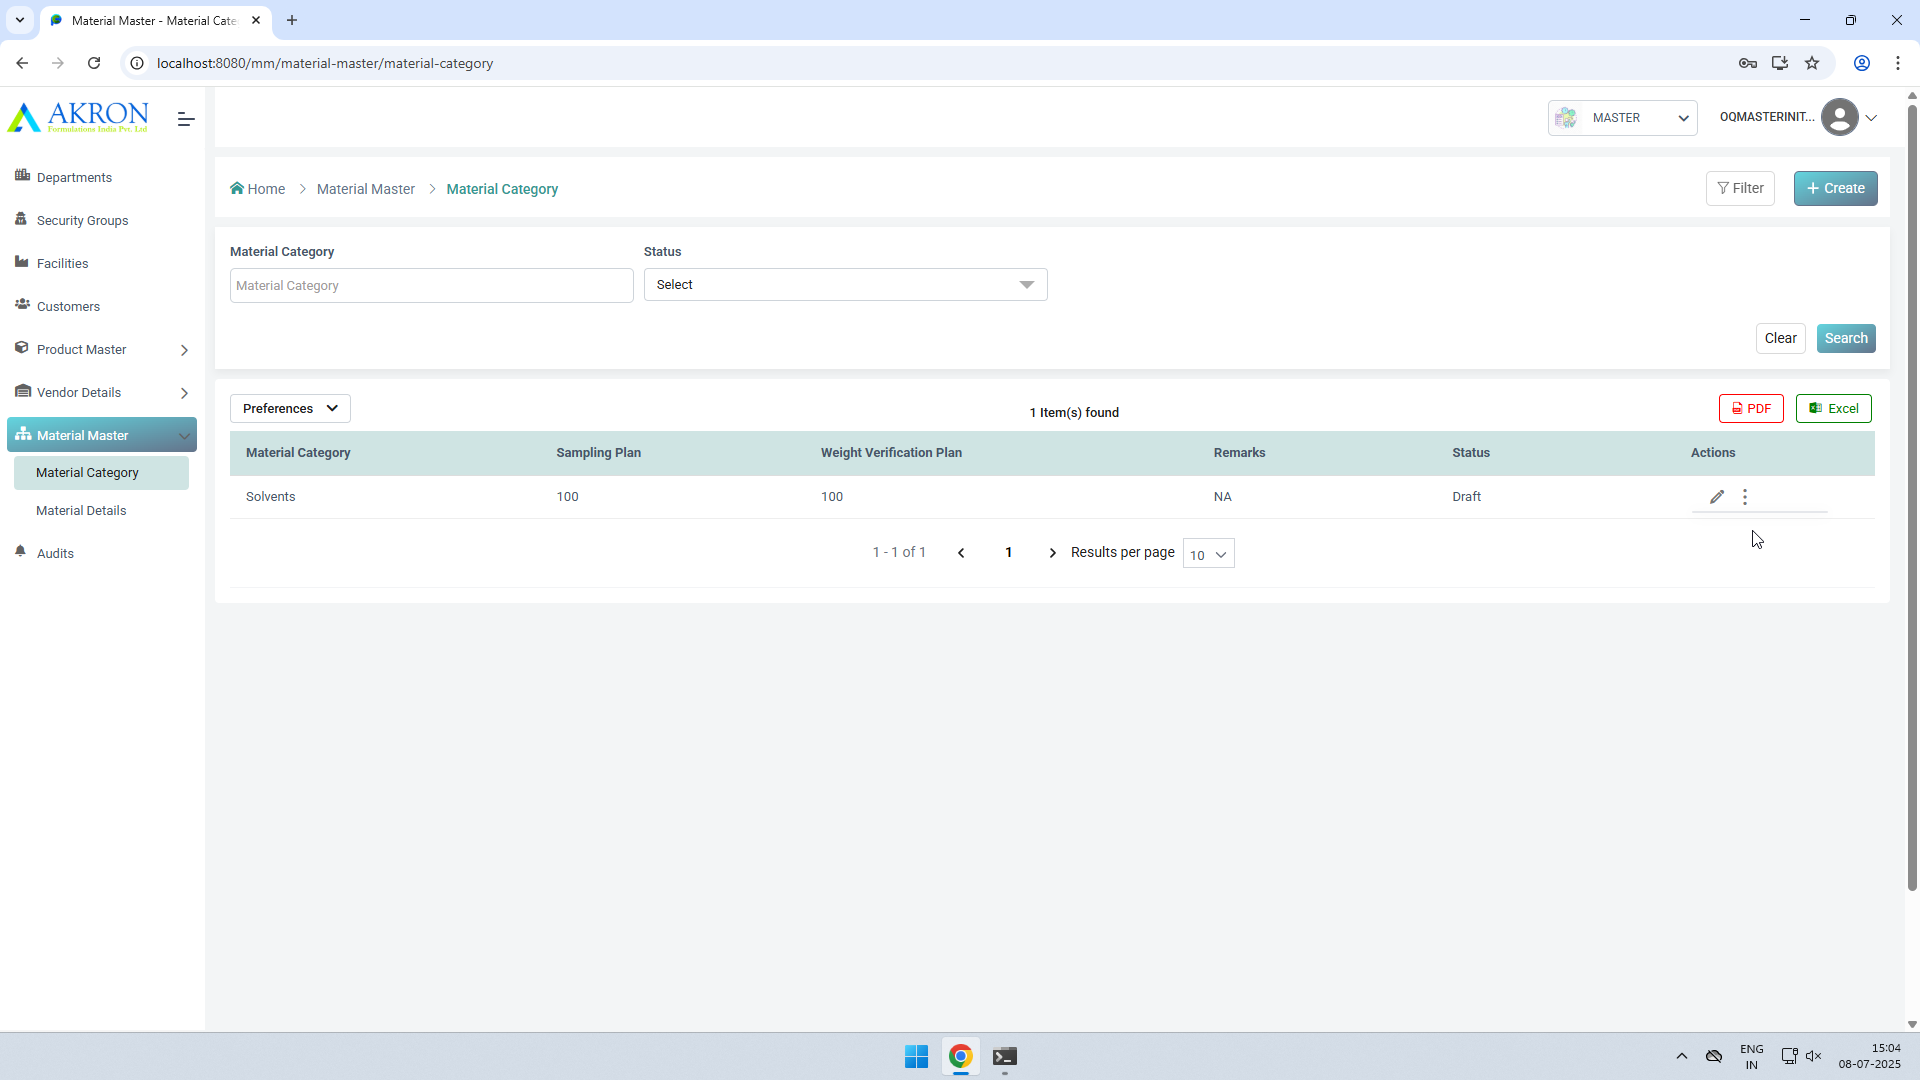 Material Master - Material Cate
localhost:8080/mm/material-master/material-category
AKRON
Formulations India Pvt. Ltd
MASTER
OQMASTERINIT...
Departments
Security Groups
Facilities
Customers
Product Master
Vendor Details
Material Master
Material Category
Material Details
Audits
Home > Material Master > Material Category
Filter
+ Create
Material Category
Status
Material Category
Select
Clear
Search
Preferences
1 Item(s) found
PDF
Excel
Material Category Sampling Plan Weight Verification Plan Remarks Status Actions
Solvents 100 100 NA Draft
1 - 1 of 1
1
Results per page
10
ENG
IN
15:04
08-07-2025